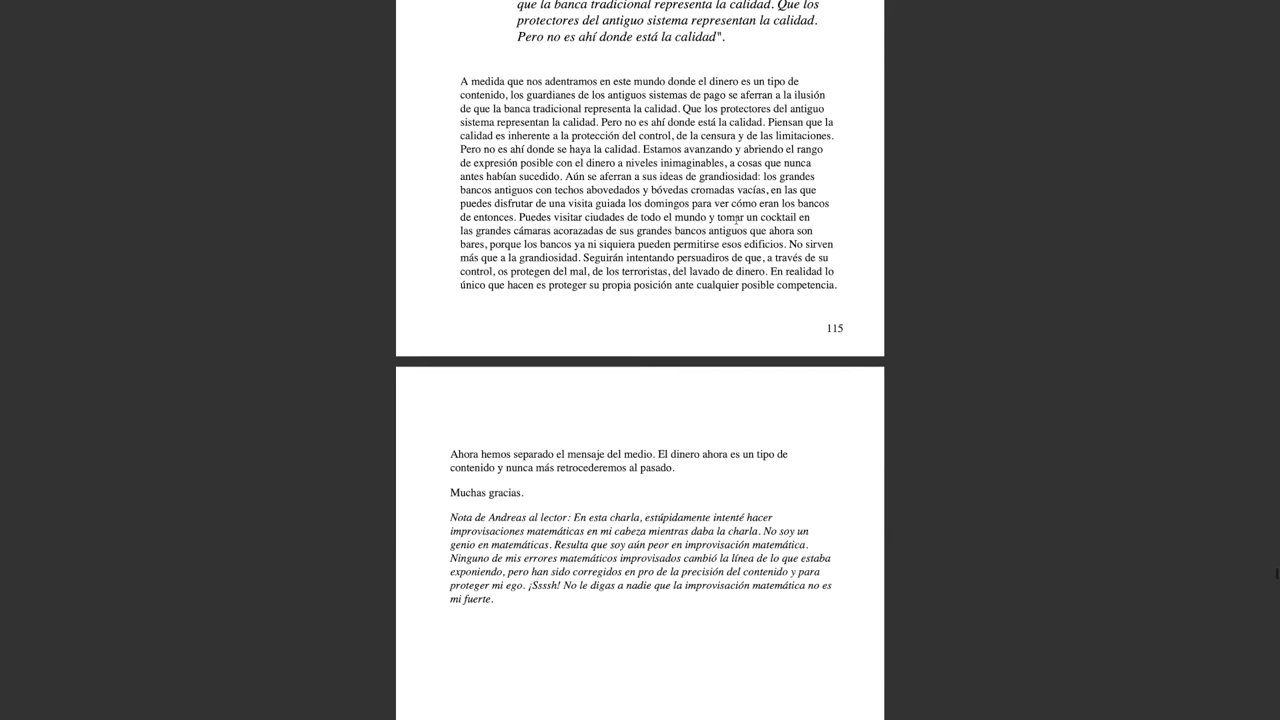 que la banca tradicional representa la calidad. Que los
protectores del antiguo sistema representan la calidad.
Pero no es ahí donde está la calidad".
A medida que nos adentramos en este mundo donde el dinero es un tipo de
contenido, los guardianes de los antiguos sistemas de pago se aferran a la ilusión
de que la banca tradicional representa la calidad. Que los protectores del antiguo
sistema representan la calidad. Pero no es ahí donde está la calidad. Piensan que la
calidad es inherente a la protección del control, de la censura y de las limitaciones.
Pero no es ahí donde se haya la calidad. Estamos avanzando y abriendo el rango
de expresión posible con el dinero a niveles inimaginables, a cosas que nunca
antes habían sucedido. Aún se aferran a sus ideas de grandiosidad: los grandes
bancos antiguos con techos abovedados y bóvedas cromadas vacías, en las que
puedes disfrutar de una visita guiada los domingos para ver cómo eran los bancos
de entonces. Puedes visitar ciudades de todo el mundo y tomar un cocktail en
las grandes cámaras acorazadas de sus grandes bancos antiguos que ahora son
bares, porque los bancos ya ni siquiera pueden permitirse esos edificios. No sirven
más que a la grandiosidad. Seguirán intentando persuadiros de que, a través de su
control, os protegen del mal, de los terroristas, del lavado de dinero. En realidad lo
único que hacen es proteger su propia posición ante cualquier posible competencia.
115
Ahora hemos separado el mensaje del medio. El dinero ahora es un tipo de
contenido y nunca más retrocederemos al pasado.
Muchas gracias.
Nota de Andreas al lector: En esta charla, estúpidamente intenté hacer
improvisaciones matemáticas en mi cabeza mientras daba la charla. No soy un
genio en matemáticas. Resulta que soy aún peor en improvisación matemática.
Ninguno de mis errores matemáticos improvisados cambió la línea de lo que estaba
exponiendo, pero han sido corregidos en pro de la precisión del contenido y para
proteger mi ego. ¡Ssssh! No le digas a nadie que la improvisación matemática no es
mi fuerte.